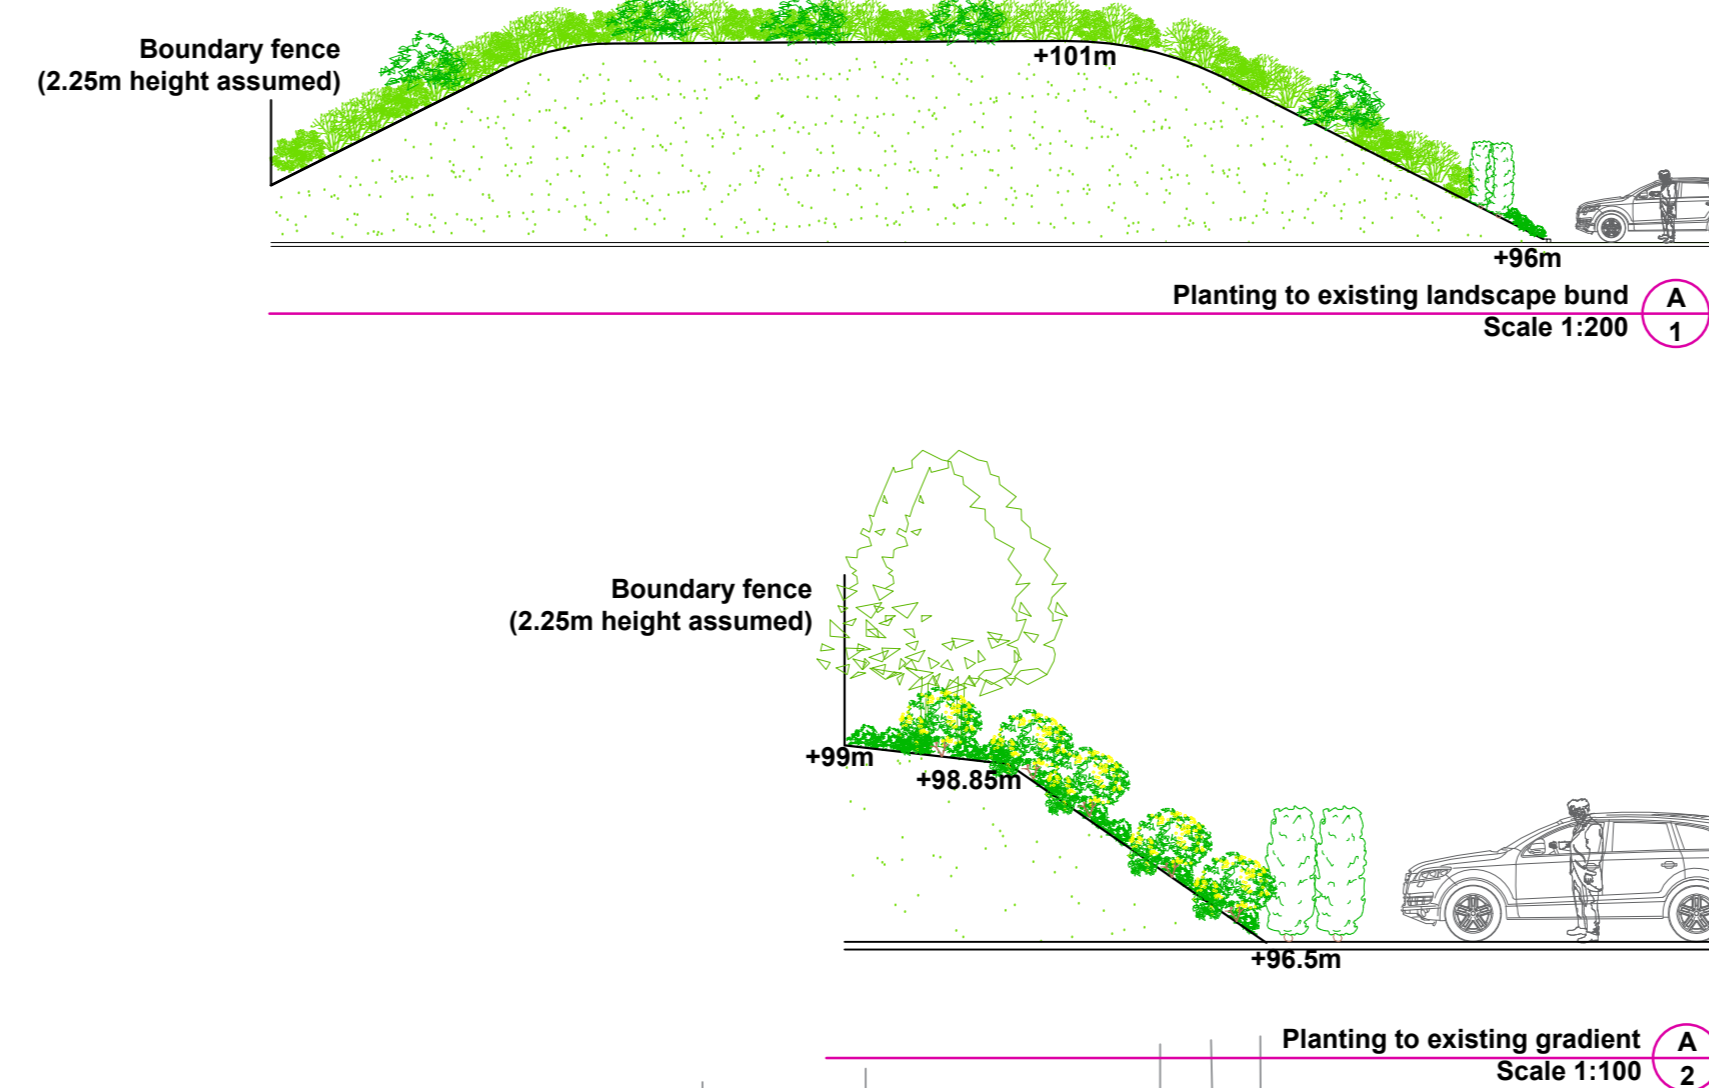 Boundary fence
(2.25m height assumed)
+101m
+96m
Planting to existing landscape bund
Scale 1:200
A
1
Boundary fence
(2.25m height assumed)
+99m
+98.85m
+96.5m
Planting to existing gradient
Scale 1:100
A
2